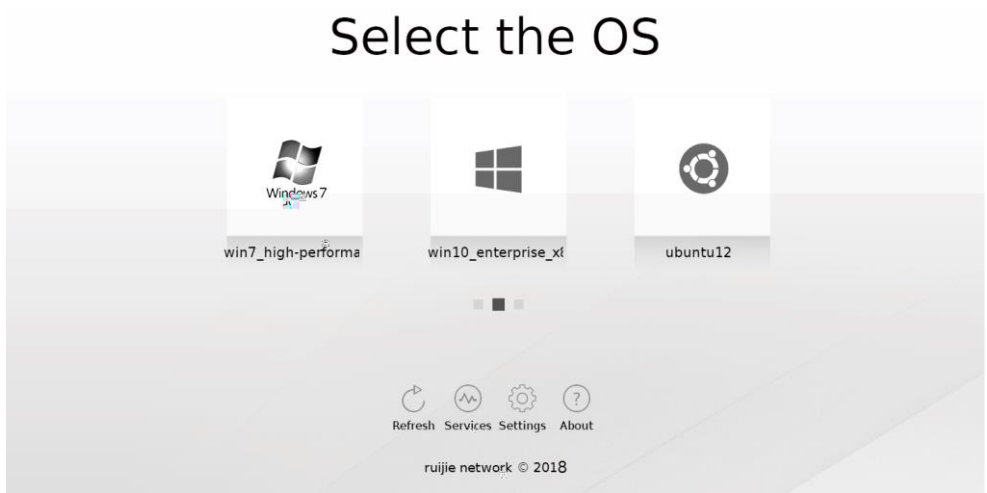 Select the OS
Windows 7
win7_high-performa
win10_enterprise_x
ubuntu12
?
Refresh Services Settings About
ruijie network © 2018